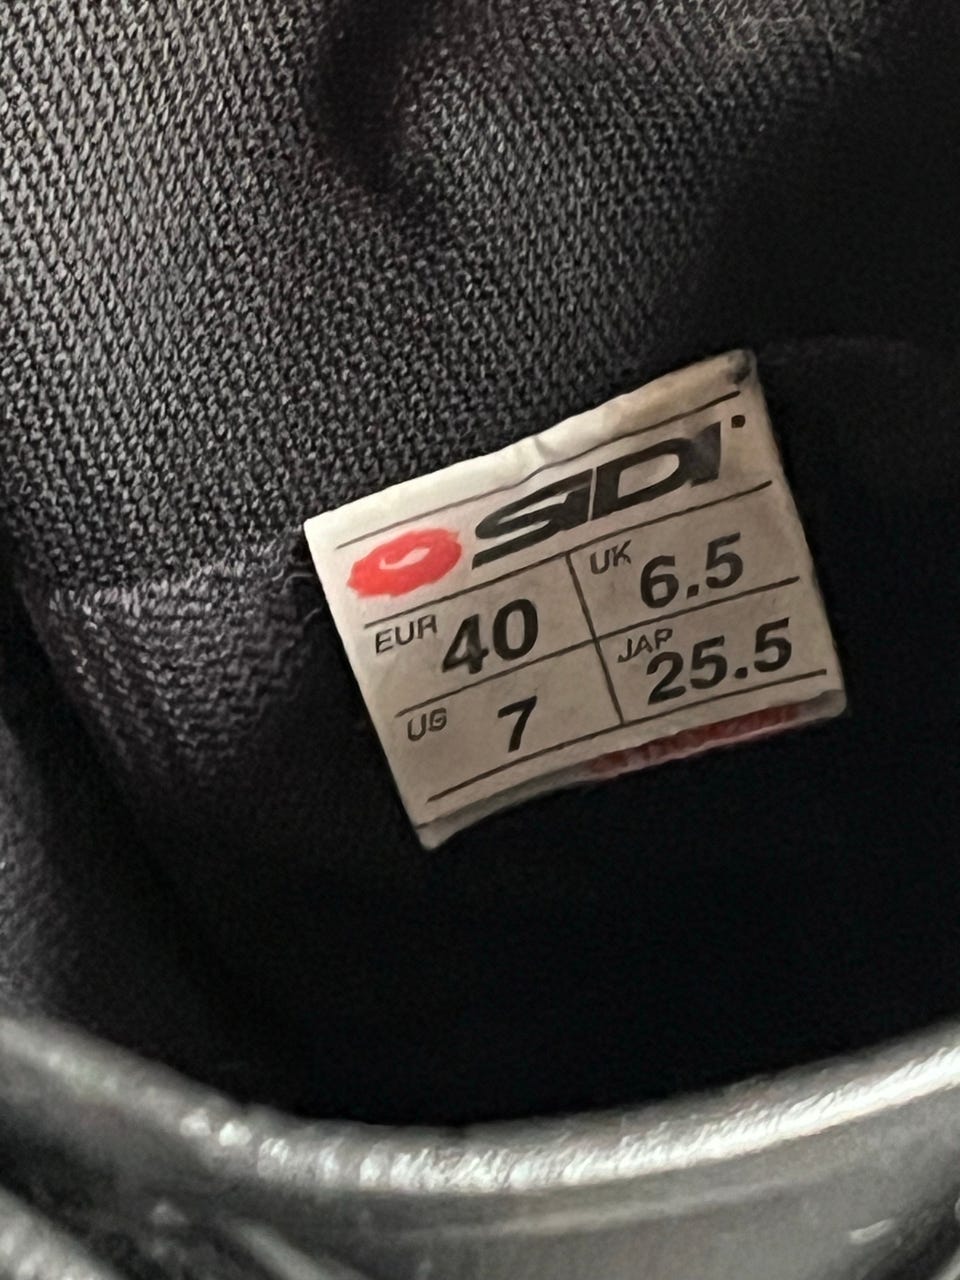 SIDI
EUR 40 UK 6.5
US 7 JAP 25.5